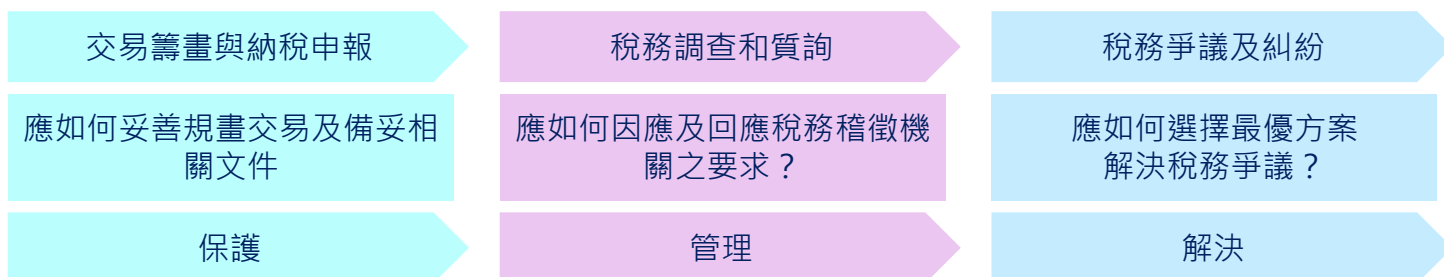 交易籌畫與納稅申報
稅務調查和質詢
稅務爭議及糾紛
應如何妥善規畫交易及備妥相
關文件
應如何因應及回應稅務稽徵機
關之要求？
應如何選擇最優方案
解決稅務爭議？
保護
管理
解決